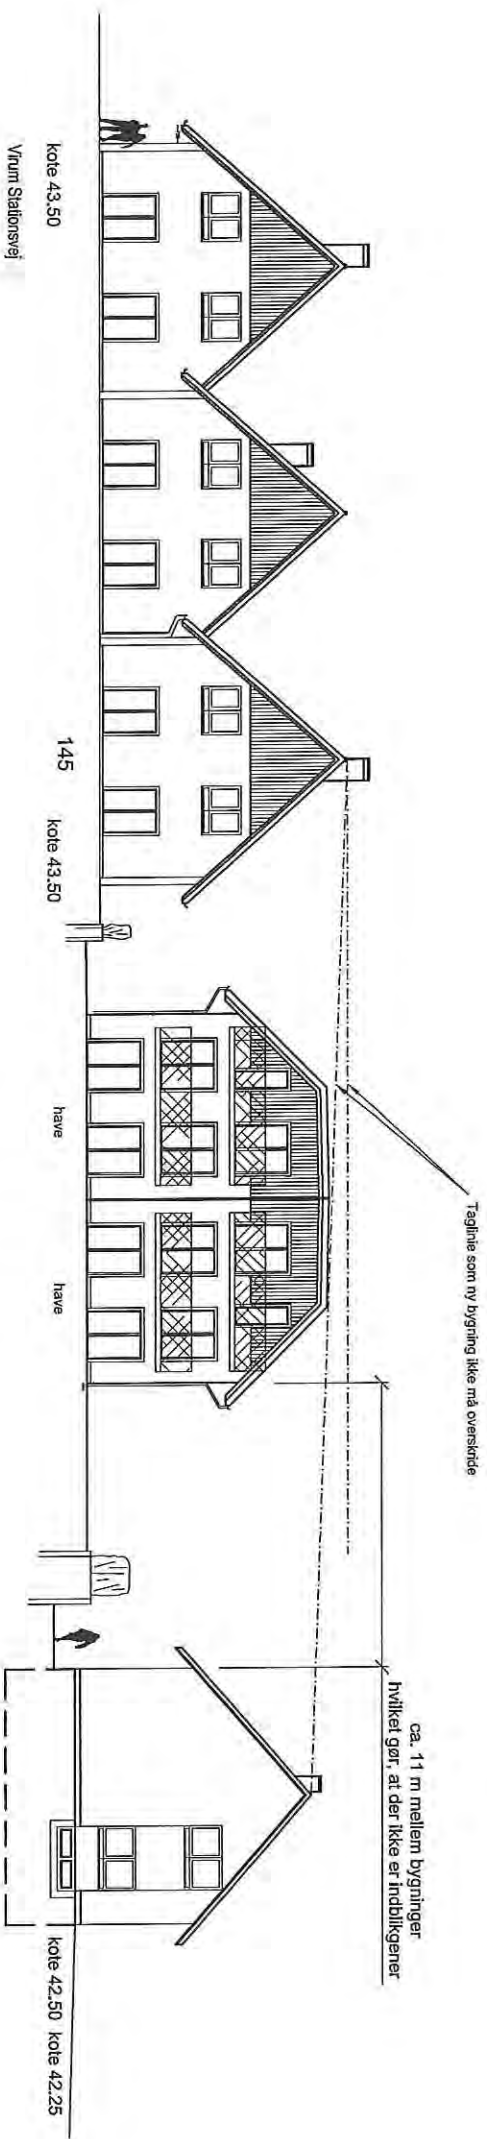 Taglinie som ny bygning ikke må overskride
ca. 11 m mellem bygninger
hvilket gør, at der ikke er indbliksgener
kote 43.50
145
kote 43.50
have
have
kote 42.50
kote 42.25
Virum Stationsvej